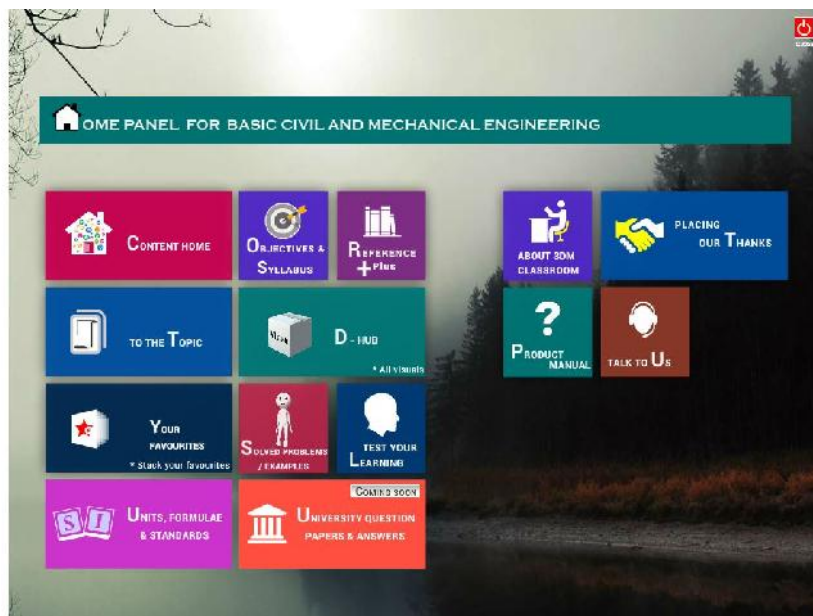 CLOSE
OME PANEL FOR BASIC CIVIL AND MECHANICAL ENGINEERING
CONTENT HOME
OBJECTIVES &
SYLLABUS
REFERENCE
+Plus
ABOUT 3DM
CLASSROOM
PLACING
OUR THANKS
TO THE TOPIC
D - HUB
* All visuals
?
PRODUCT
MANUAL
TALK TO US
YOUR
FAVOURITES
* Stack your favourites
SOLVED PROBLEMS
/ EXAMPLES
TEST YOUR
LEARNING
S I
UNITS, FORMULAE
& STANDARDS
COMING SOON
UNIVERSITY QUESTION
PAPERS & ANSWERS